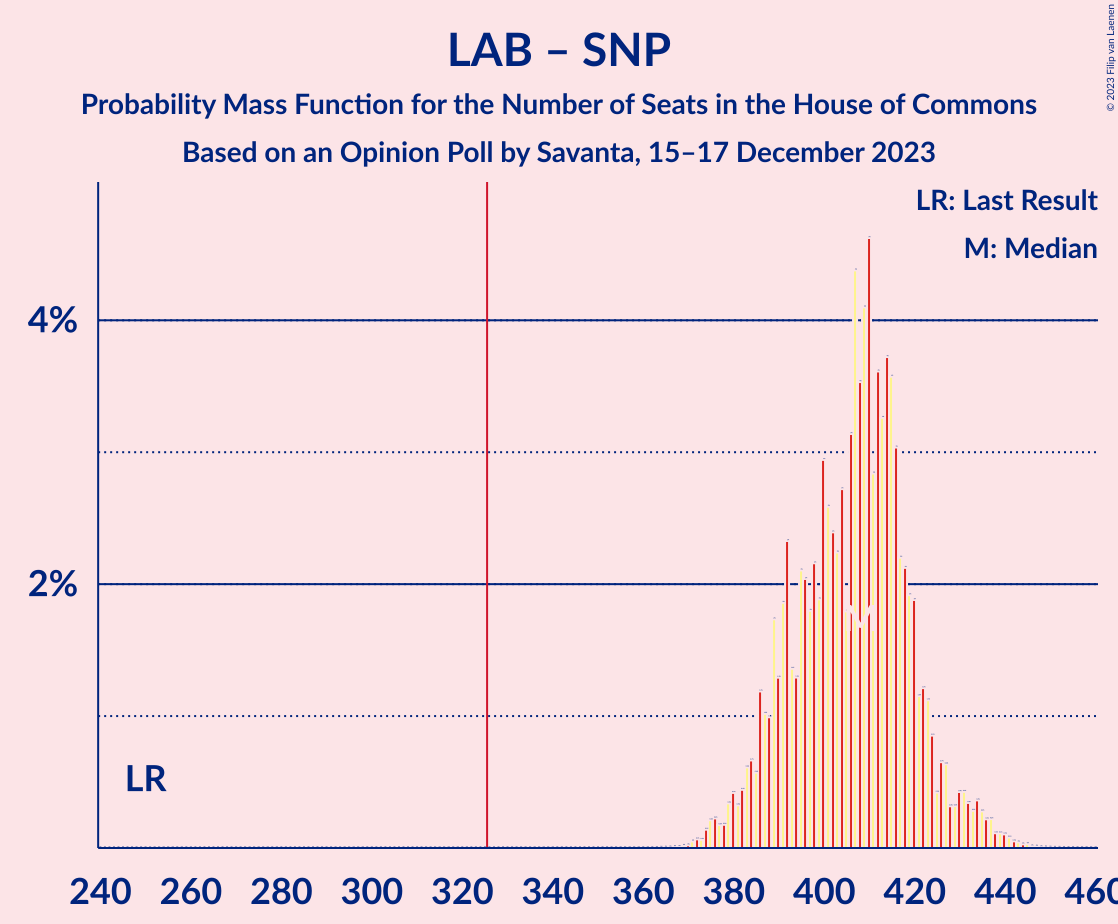 LAB – SNP
Probability Mass Function for the Number of Seats in the House of Commons
Based on an Opinion Poll by Savanta, 15–17 December 2023
© 2023 Filip van Laenen
LR: Last Result
M: Median
4%
2%
M
LR
240 260 280 300 320 340 360 380 400 420 440 460